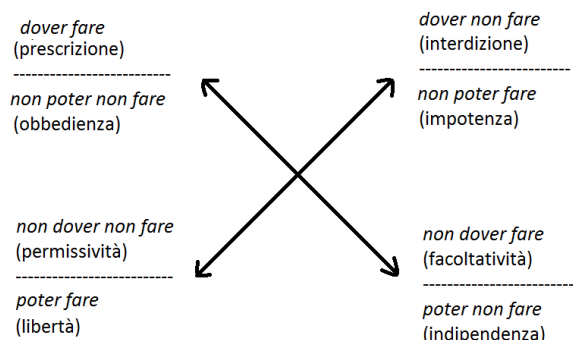 dover fare
(prescrizione)
--------------------------
non poter non fare
(obbedienza)
dover non fare
(interdizione)
-------------------------
non poter fare
(impotenza)
non dover non fare
(permissività)
--------------------------
poter fare
(libertà)
non dover fare
(facoltatività)
-------------------------
poter non fare
(indipendenza)